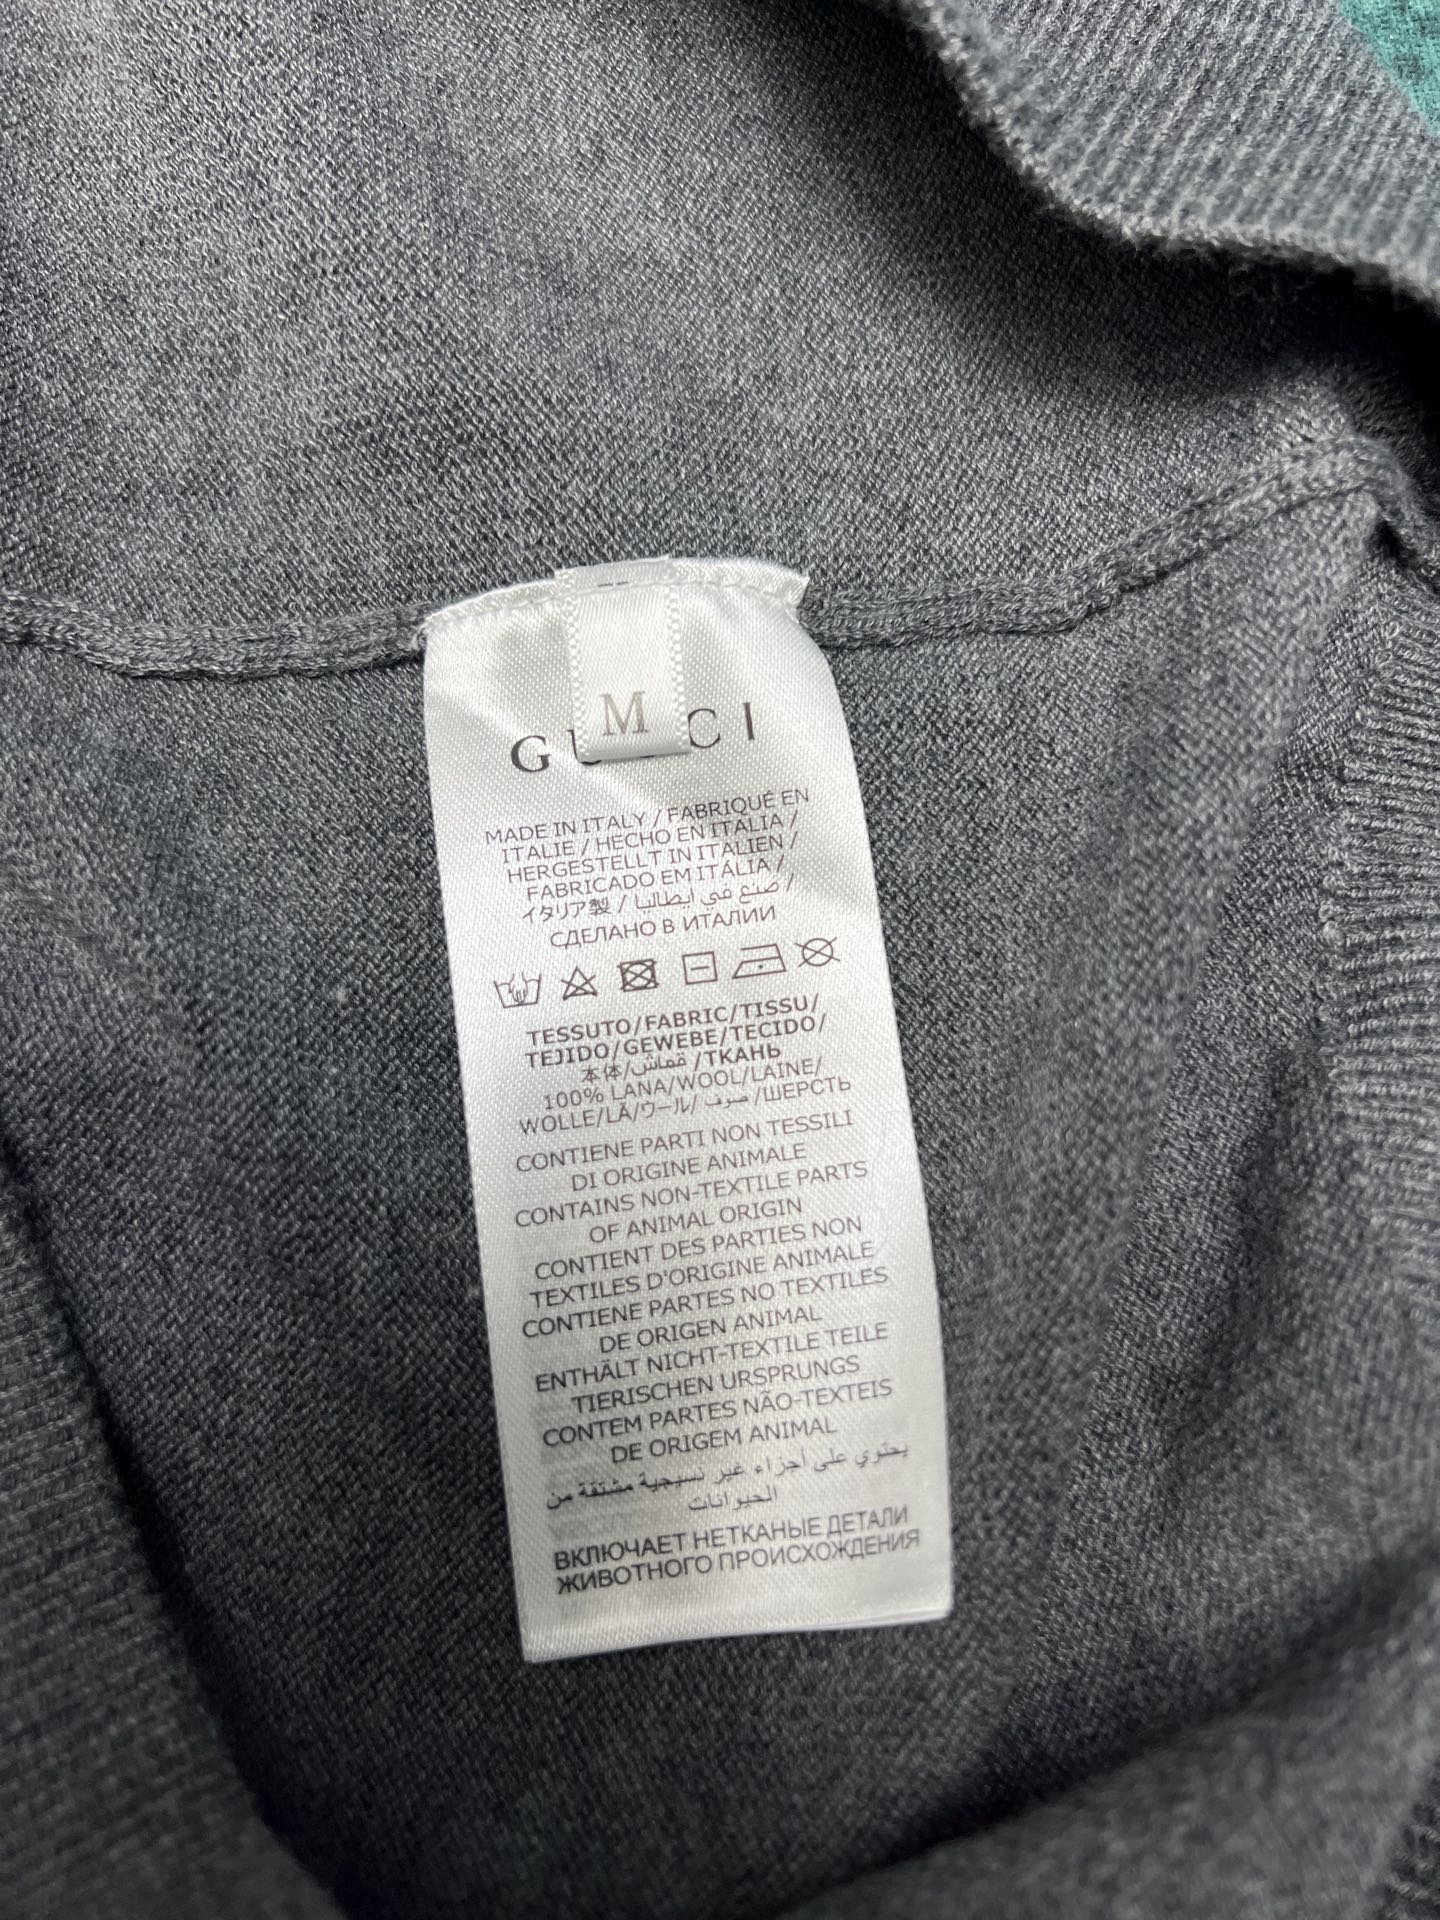 M
GUCCI
MADE IN ITALY / FABRIQUÉ EN
ITALIE / HECHO EN ITALIA /
HERGESTELLT IN ITALIEN /
FABRICADO EM ITÁLIA /
イタリア製 / صنع في ايطاليا /
СДЕЛАНО В ИТАЛИИ
TESSUTO/FABRIC/TISSU/
TEJIDO/GEWEBE/TECIDO/
本体/قماش/ТКАНЬ
100% LANA/WOOL/LAINE/
WOLLE/LÃ/ウール/ صوف /ШЕРСТЬ
CONTIENE PARTI NON TESSILI
DI ORIGINE ANIMALE
CONTAINS NON-TEXTILE PARTS
OF ANIMAL ORIGIN
CONTIENT DES PARTIES NON
TEXTILES D'ORIGINE ANIMALE
CONTIENE PARTES NO TEXTILES
DE ORIGEN ANIMAL
ENTHÄLT NICHT-TEXTILE TEILE
TIERISCHEN URSPRUNGS
CONTEM PARTES NÃO-TEXTEIS
DE ORIGEM ANIMAL
يحتوي على أجزاء غير نسيجية مشتقة من
الحيوانات
ВКЛЮЧАЕТ НЕТКАНЫЕ ДЕТАЛИ
ЖИВОТНОГО ПРОИСХОЖДЕНИЯ